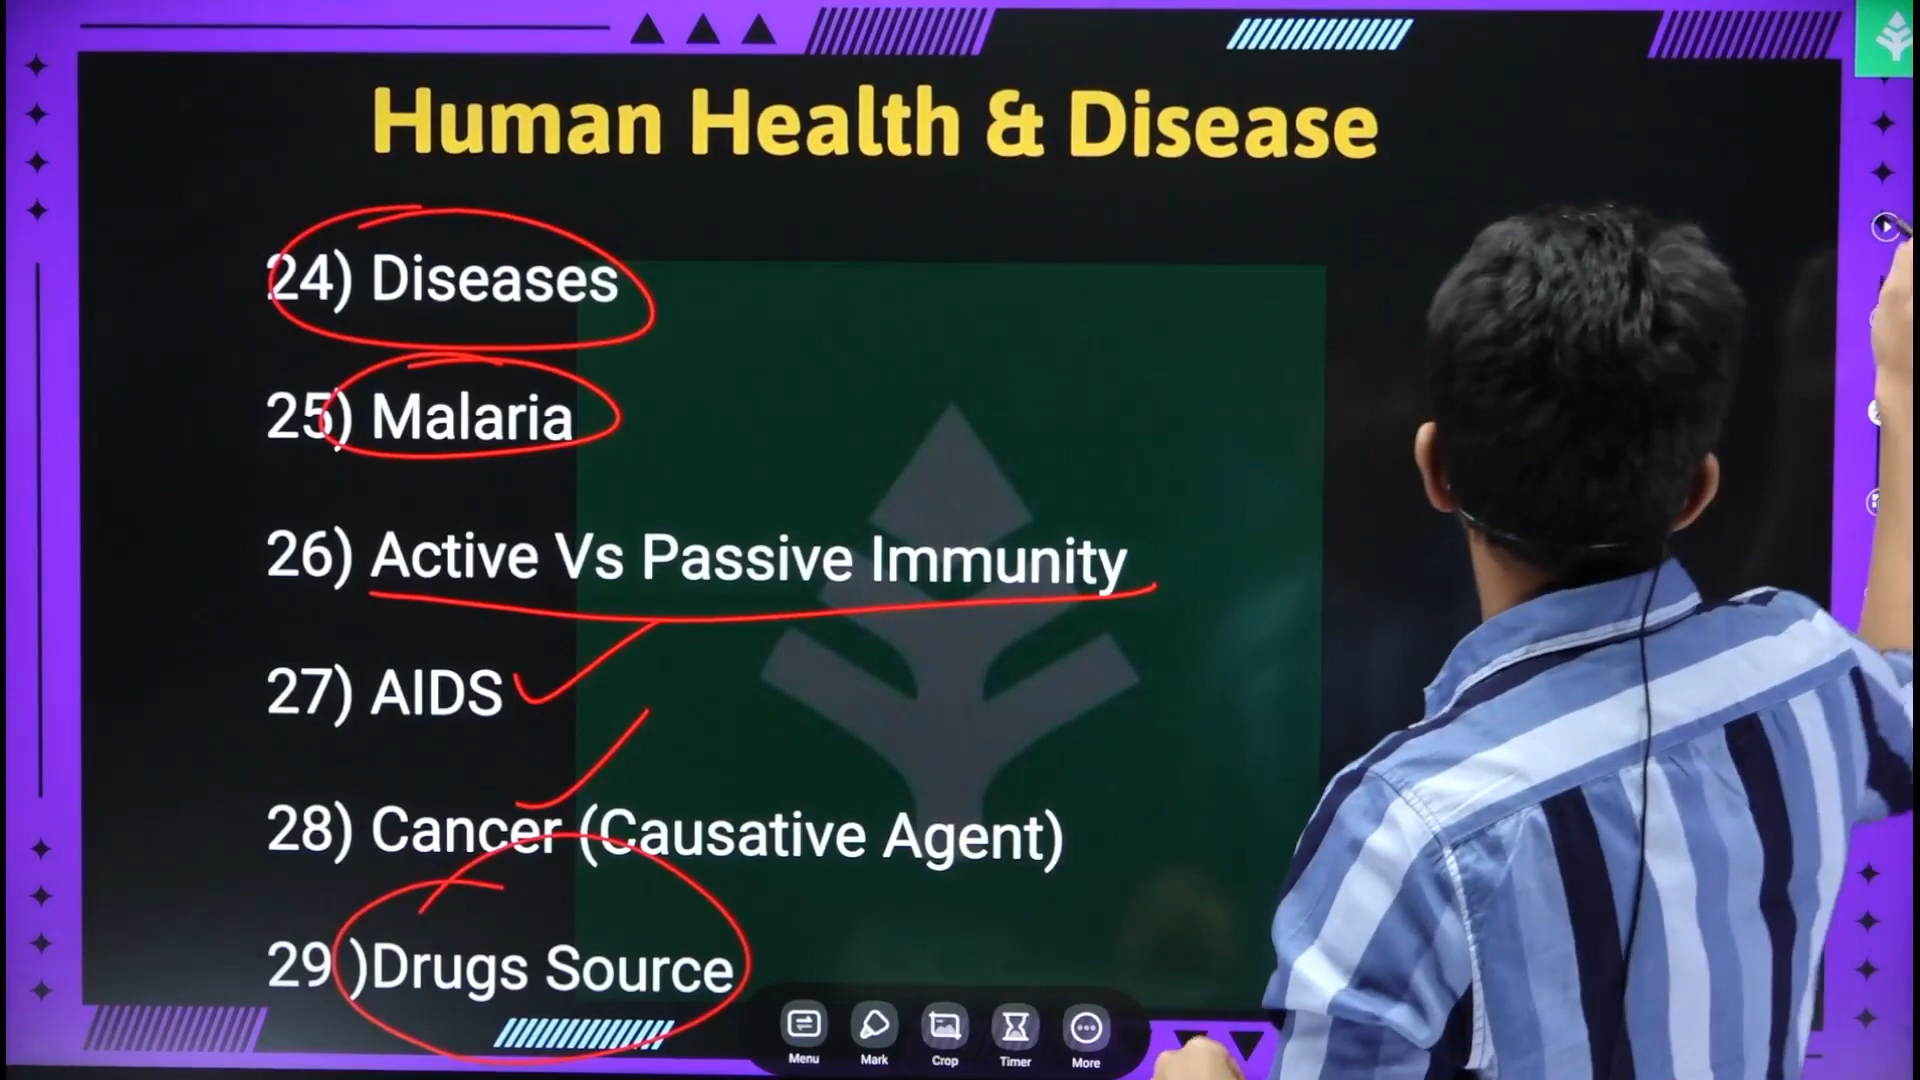 Human Health & Disease
24) Diseases
25) Malaria
26) Active Vs Passive Immunity
27) AIDS
28) Cancer (Causative Agent)
29 )Drugs Source
Menu Mark Crop Timer More